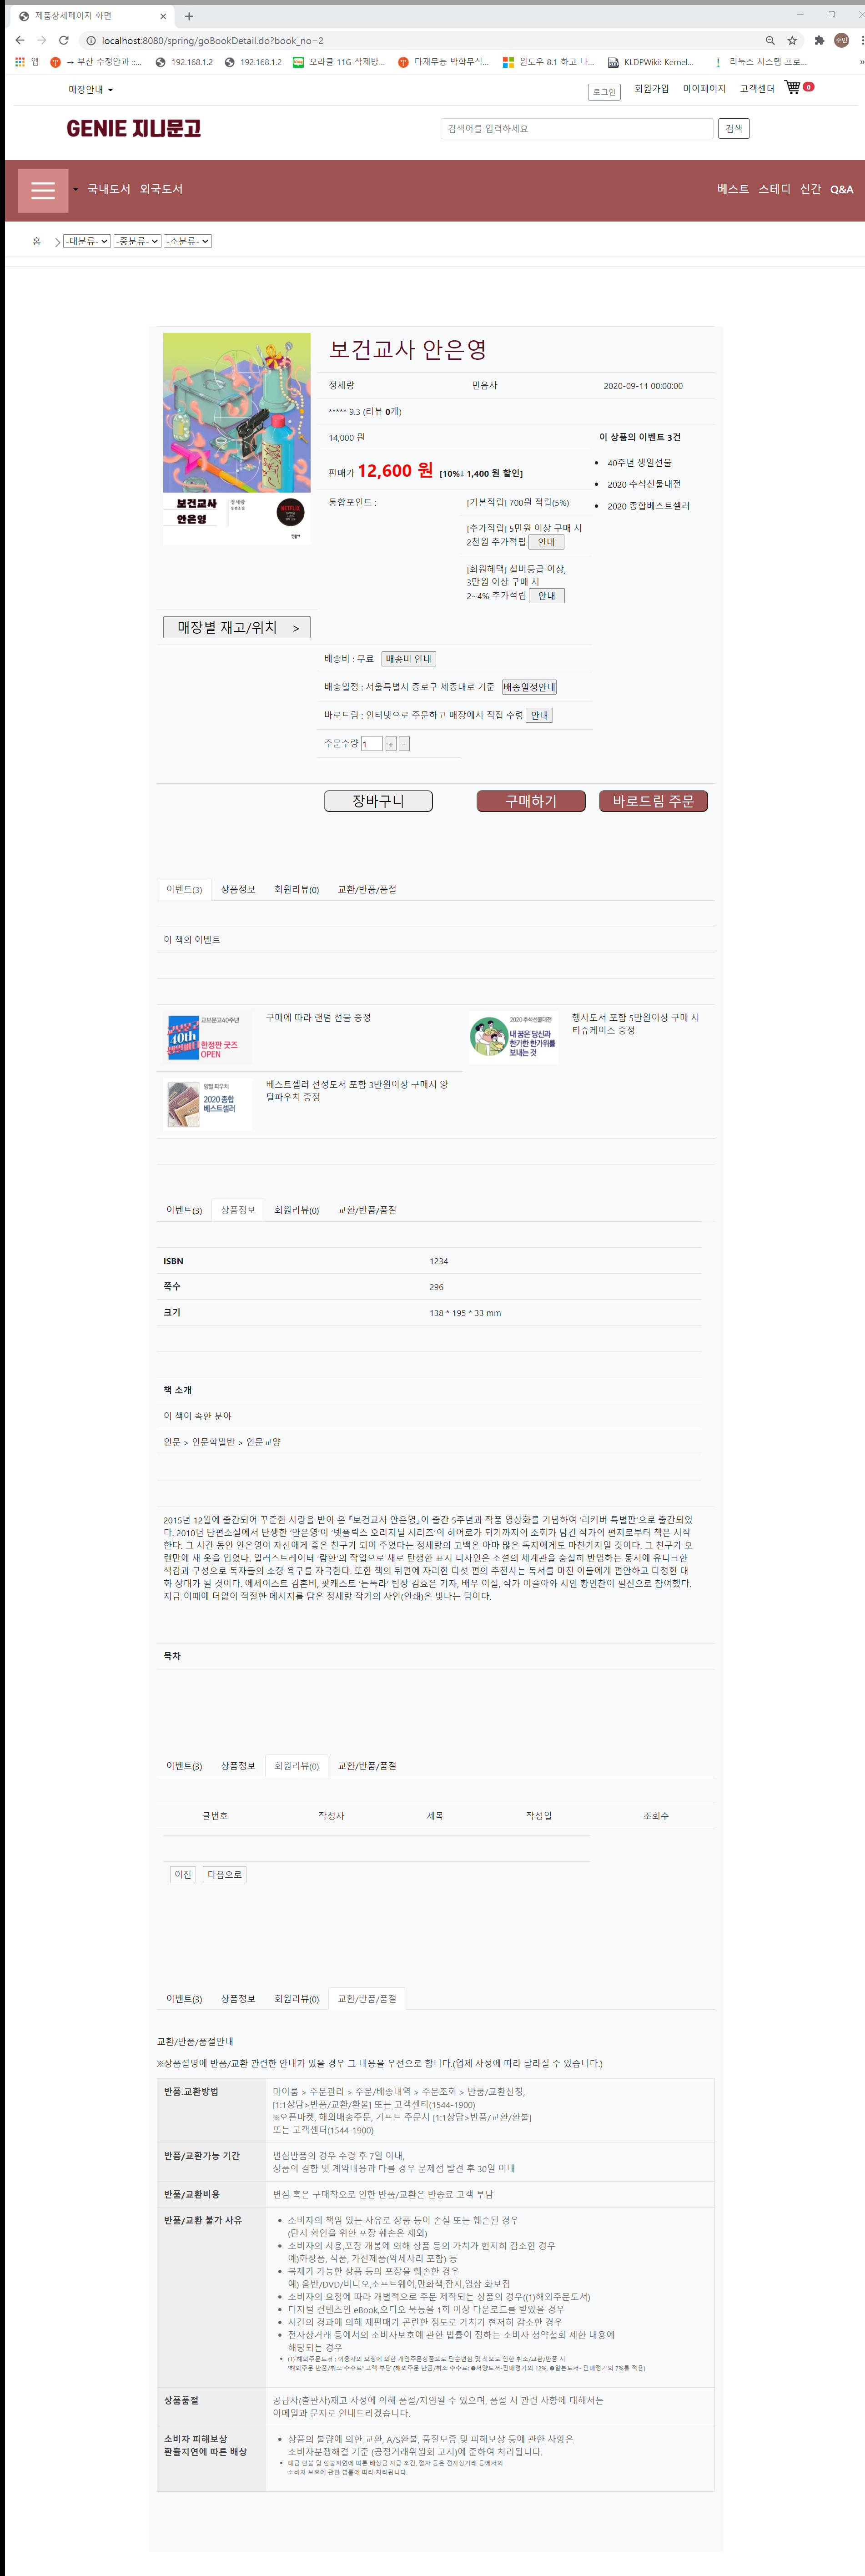 제품상세페이지 화면
localhost:8080/spring/goBookDetail.do?book_no=2
수민
앱 → 부산 수정안과 ::... 192.168.1.2 192.168.1.2 오라클 11G 삭제방... 다재무능 박학무식... 윈도우 8.1 하고 나... KLDPWiki: Kernel... 리눅스 시스템 프로... »
매장안내 로그인 회원가입 마이페이지 고객센터 0
GENIE 지니문고 검색어를 입력하세요 검색
국내도서 외국도서 베스트 스테디 신간 Q&A
홈 -대분류- -중분류- -소분류-
보건교사 안은영
정세랑 민음사 2020-09-11 00:00:00
***** 9.3 (리뷰 0개)
14,000 원 이 상품의 이벤트 3건
판매가 12,600 원 [10%↓ 1,400 원 할인]
40주년 생일선물
2020 추석선물대전
2020 종합베스트셀러
보건교사
안은영
정세랑
장편소설
NETFLIX
민음사
통합포인트 : [기본적립] 700원 적립(5%)
[추가적립] 5만원 이상 구매 시
2천원 추가적립 안내
[회원혜택] 실버등급 이상,
3만원 이상 구매 시
2~4% 추가적립 안내
매장별 재고/위치 >
배송비 : 무료 배송비 안내
배송일정 : 서울특별시 종로구 세종대로 기준 배송일정안내
바로드림 : 인터넷으로 주문하고 매장에서 직접 수령 안내
주문수량 1 + -
장바구니 구매하기 바로드림 주문
이벤트(3) 상품정보 회원리뷰(0) 교환/반품/품절
이 책의 이벤트
교보문고40주년
40th
한정판 굿즈
OPEN
구매에 따라 랜덤 선물 증정
2020 추석선물대전
내 꿈은 당신과
한가한 한가위를
보내는 것
행사도서 포함 5만원이상 구매 시
티슈케이스 증정
양털 파우치
2020 종합
베스트셀러
베스트셀러 선정도서 포함 3만원이상 구매시 양
털파우치 증정
이벤트(3) 상품정보 회원리뷰(0) 교환/반품/품절
ISBN 1234
쪽수 296
크기 138 * 195 * 33 mm
책 소개
이 책이 속한 분야
인문 > 인문학일반 > 인문교양
2015년 12월에 출간되어 꾸준한 사랑을 받아 온 『보건교사 안은영』이 출간 5주년과 작품 영상화를 기념하여 '리커버 특별판'으로 출간되었
다. 2010년 단편소설에서 탄생한 '안은영'이 '넷플릭스 오리지널 시리즈'의 히어로가 되기까지의 소회가 담긴 작가의 편지로부터 책은 시작
한다. 그 시간 동안 안은영이 자신에게 좋은 친구가 되어 주었다는 정세랑의 고백은 아마 많은 독자에게도 마찬가지일 것이다. 그 친구가 오
랜만에 새 옷을 입었다. 일러스트레이터 '람한'의 작업으로 새로 탄생한 표지 디자인은 소설의 세계관을 충실히 반영하는 동시에 유니크한
색감과 구성으로 독자들의 소장 욕구를 자극한다. 또한 책의 뒤편에 자리한 다섯 편의 추천사는 독서를 마친 이들에게 편안하고 다정한 대
화 상대가 될 것이다. 에세이스트 김혼비, 팟캐스트 '듣똑라' 팀장 김효은 기자, 배우 이설, 작가 이슬아와 시인 황인찬이 필진으로 참여했다.
지금 이때에 더없이 적절한 메시지를 담은 정세랑 작가의 사인(인쇄)은 빛나는 덤이다.
목차
이벤트(3) 상품정보 회원리뷰(0) 교환/반품/품절
글번호 작성자 제목 작성일 조회수
이전 다음으로
이벤트(3) 상품정보 회원리뷰(0) 교환/반품/품절
교환/반품/품절안내
※상품설명에 반품/교환 관련한 안내가 있을 경우 그 내용을 우선으로 합니다.(업체 사정에 따라 달라질 수 있습니다.)
반품,교환방법 마이룸 > 주문관리 > 주문/배송내역 > 주문조회 > 반품/교환신청,
[1:1상담>반품/교환/환불] 또는 고객센터(1544-1900)
※오픈마켓, 해외배송주문, 기프트 주문시 [1:1상담>반품/교환/환불]
또는 고객센터(1544-1900)
반품/교환가능 기간 변심반품의 경우 수령 후 7일 이내,
상품의 결함 및 계약내용과 다를 경우 문제점 발견 후 30일 이내
반품/교환비용 변심 혹은 구매착오로 인한 반품/교환은 반송료 고객 부담
반품/교환 불가 사유
소비자의 책임 있는 사유로 상품 등이 손실 또는 훼손된 경우
(단지 확인을 위한 포장 훼손은 제외)
소비자의 사용,포장 개봉에 의해 상품 등의 가치가 현저히 감소한 경우
예)화장품, 식품, 가전제품(악세사리 포함) 등
복제가 가능한 상품 등의 포장을 훼손한 경우
예) 음반/DVD/비디오,소프트웨어,만화책,잡지,영상 화보집
소비자의 요청에 따라 개별적으로 주문 제작되는 상품의 경우((1)해외주문도서)
디지털 컨텐츠인 eBook,오디오 북등을 1회 이상 다운로드를 받았을 경우
시간의 경과에 의해 재판매가 곤란한 정도로 가치가 현저히 감소한 경우
전자상거래 등에서의 소비자보호에 관한 법률이 정하는 소비자 청약철회 제한 내용에
해당되는 경우
(1) 해외주문도서 : 이용자의 요청에 의한 개인주문상품으로 단순변심 및 착오로 인한 취소/교환/반품 시
'해외주문 반품/취소 수수료' 고객 부담 (해외주문 반품/취소 수수료: ●서양도서-판매정가의 12%, ●일본도서- 판매정가의 7%를 적용)
상품품절 공급사(출판사)재고 사정에 의해 품절/지연될 수 있으며, 품절 시 관련 사항에 대해서는
이메일과 문자로 안내드리겠습니다.
소비자 피해보상
환불지연에 따른 배상
상품의 불량에 의한 교환, A/S환불, 품질보증 및 피해보상 등에 관한 사항은
소비자분쟁해결 기준 (공정거래위원회 고시)에 준하여 처리됩니다.
대금 환불 및 환불지연에 따른 배상금 지급 조건, 절차 등은 전자상거래 등에서의
소비자 보호에 관한 법률에 따라 처리됩니다.